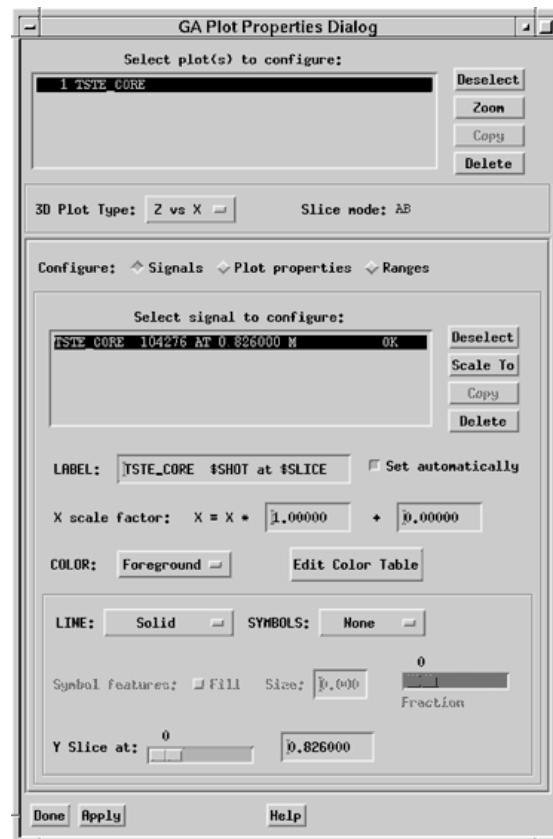 GA Plot Properties Dialog
Select plot(s) to configure:
1 TSTE_CORE
Deselect
Zoom
Copy
Delete
3D Plot Type: Z vs X Slice mode: AB
Configure: Signals Plot properties Ranges
Select signal to configure:
TSTE_CORE 104276 AT 0.826000 M OK
Deselect
Scale To
Copy
Delete
LABEL: TSTE_CORE $SHOT at $SLICE Set automatically
X scale factor: X = X * 1.00000 + 0.00000
COLOR: Foreground Edit Color Table
LINE: Solid SYMBOLS: None
0
Symbol features: Fill Size: 0.000
Fraction
0
Y Slice at: 0.826000
Done Apply Help